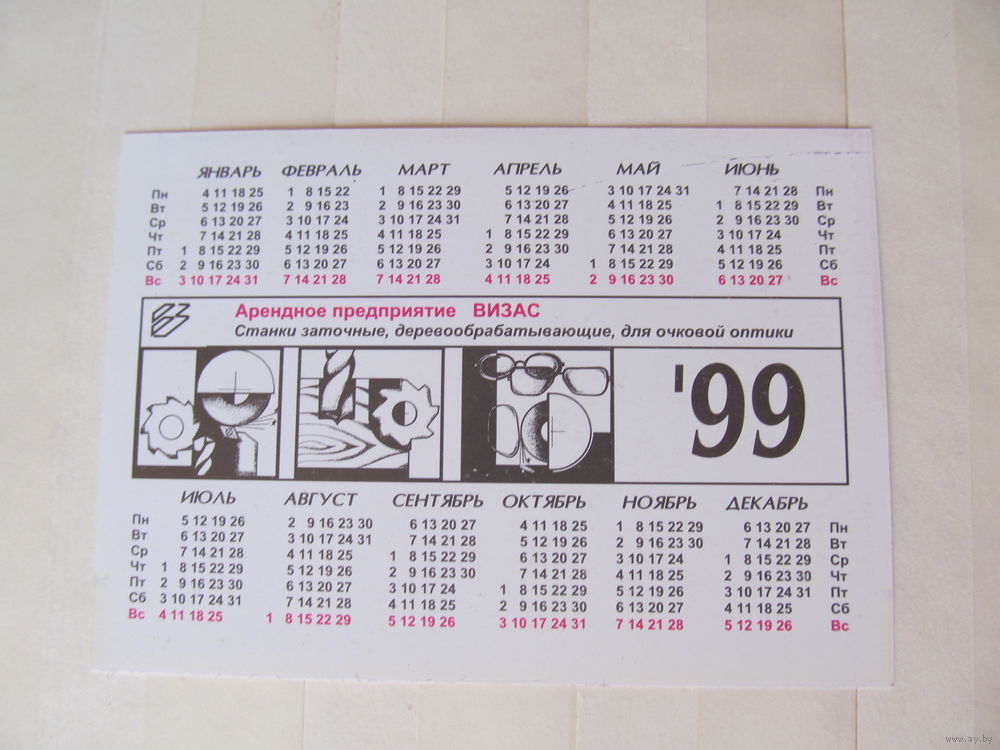 ЯНВАРЬ ФЕВРАЛЬ МАРТ АПРЕЛЬ МАЙ ИЮНЬ
Пн 4 11 18 25 1 8 15 22 1 8 15 22 29 5 12 19 26 3 10 17 24 31 7 14 21 28 Пн
Вт 5 12 19 26 2 9 16 23 2 9 16 23 30 6 13 20 27 4 11 18 25 1 8 15 22 29 Вт
Ср 6 13 20 27 3 10 17 24 3 10 17 24 31 7 14 21 28 5 12 19 26 2 9 16 23 30 Ср
Чт 7 14 21 28 4 11 18 25 4 11 18 25 1 8 15 22 29 6 13 20 27 3 10 17 24 Чт
Пт 1 8 15 22 29 5 12 19 26 5 12 19 26 2 9 16 23 30 7 14 21 28 4 11 18 25 Пт
Сб 2 9 16 23 30 6 13 20 27 6 13 20 27 3 10 17 24 1 8 15 22 29 5 12 19 26 Сб
Вс 3 10 17 24 31 7 14 21 28 7 14 21 28 4 11 18 25 2 9 16 23 30 6 13 20 27 Вс
Арендное предприятие ВИЗАС
Станки заточные, деревообрабатывающие, для очковой оптики
'99
ИЮЛЬ АВГУСТ СЕНТЯБРЬ ОКТЯБРЬ НОЯБРЬ ДЕКАБРЬ
Пн 5 12 19 26 2 9 16 23 30 6 13 20 27 4 11 18 25 1 8 15 22 29 6 13 20 27 Пн
Вт 6 13 20 27 3 10 17 24 31 7 14 21 28 5 12 19 26 2 9 16 23 30 7 14 21 28 Вт
Ср 7 14 21 28 4 11 18 25 1 8 15 22 29 6 13 20 27 3 10 17 24 1 8 15 22 29 Ср
Чт 1 8 15 22 29 5 12 19 26 2 9 16 23 30 7 14 21 28 4 11 18 25 2 9 16 23 30 Чт
Пт 2 9 16 23 30 6 13 20 27 3 10 17 24 1 8 15 22 29 5 12 19 26 3 10 17 24 31 Пт
Сб 3 10 17 24 31 7 14 21 28 4 11 18 25 2 9 16 23 30 6 13 20 27 4 11 18 25 Сб
Вс 4 11 18 25 1 8 15 22 29 5 12 19 26 3 10 17 24 31 7 14 21 28 5 12 19 26 Вс
www.ay.by